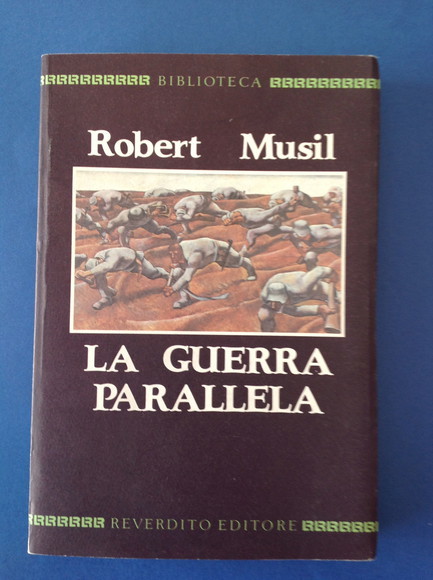 BIBLIOTECA
Robert Musil
LA GUERRA
PARALLELA
REVERDITO EDITORE